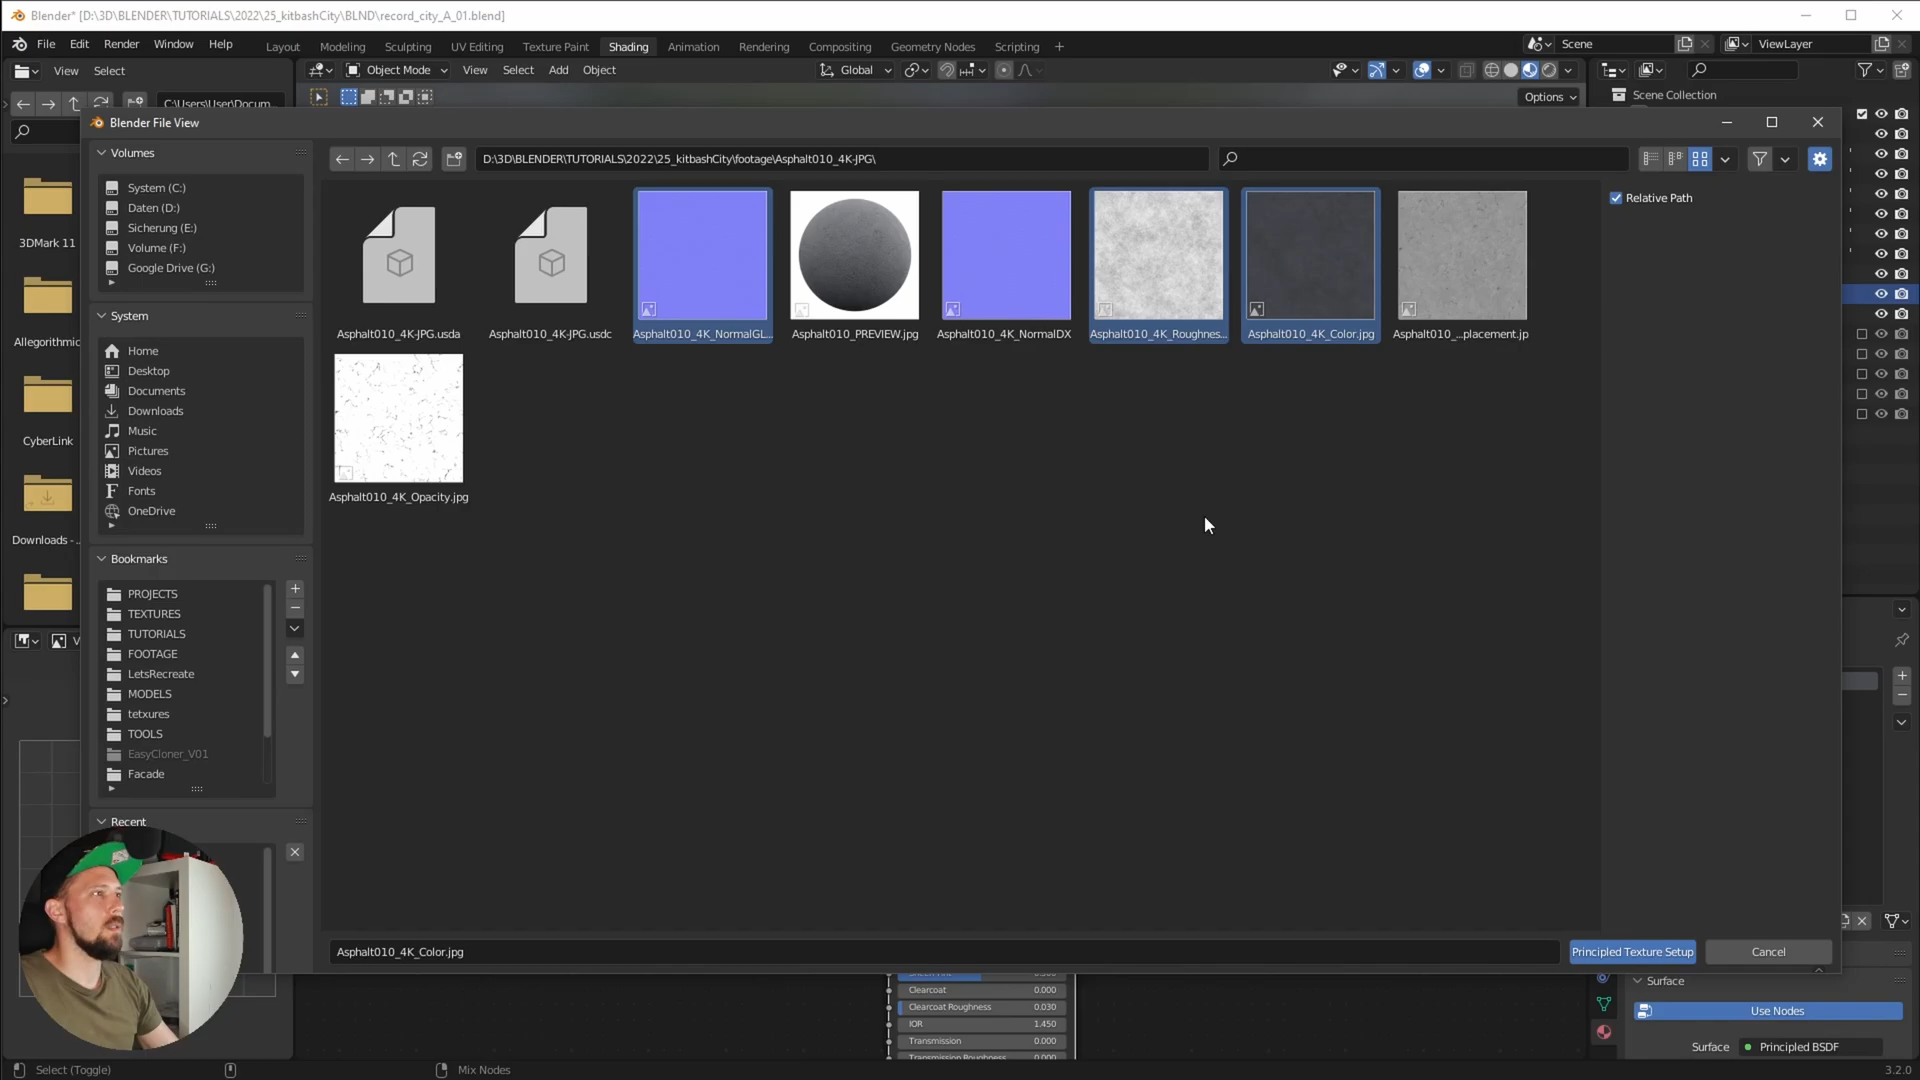 Blender* [D:\3D\BLENDER\TUTORIALS\2022\25_kitbashCity\BLND\record_city_A_01.blend]
File Edit Render Window Help
Layout Modeling Sculpting UV Editing Texture Paint Shading Animation Rendering Compositing Geometry Nodes Scripting +
Scene
ViewLayer
View Select
Object Mode View Select Add Object
Global
C:\Users\User\Docum...
Options
Scene Collection
Blender File View
Volumes
System (C:)
Daten (D:)
Sicherung (E:)
Volume (F:)
Google Drive (G:)
D:\3D\BLENDER\TUTORIALS\2022\25_kitbashCity\footage\Asphalt010_4K-JPG\
Relative Path
3DMark 11
Allegorithmic
CyberLink
Downloads -...
System
Home
Desktop
Documents
Downloads
Music
Pictures
Videos
Fonts
OneDrive
Asphalt010_4K-JPG.usda
Asphalt010_4K-JPG.usdc
Asphalt010_4K_NormalGL...
Asphalt010_PREVIEW.jpg
Asphalt010_4K_NormalDX
Asphalt010_4K_Roughnes...
Asphalt010_4K_Color.jpg
Asphalt010_...placement.jp
Asphalt010_4K_Opacity.jpg
Bookmarks
PROJECTS
TEXTURES
TUTORIALS
FOOTAGE
LetsRecreate
MODELS
tetxures
TOOLS
EasyCloner_V01
Facade
Recent
Asphalt010_4K_Color.jpg
Principled Texture Setup
Cancel
Clearcoat 0.000
Clearcoat Roughness 0.030
IOR 1.450
Transmission 0.000
Transmission Roughness 0.000
Surface
Use Nodes
Surface Principled BSDF
Select (Toggle)
Mix Nodes
3.2.0